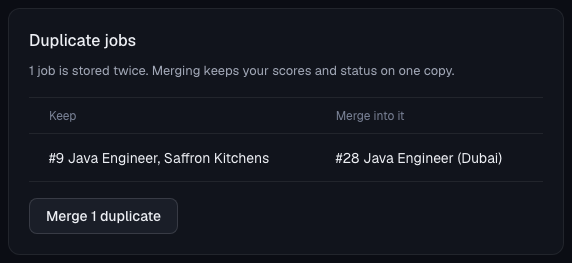 Duplicate jobs
1 job is stored twice. Merging keeps your scores and status on one copy.
Keep Merge into it
#9 Java Engineer, Saffron Kitchens #28 Java Engineer (Dubai)
Merge 1 duplicate